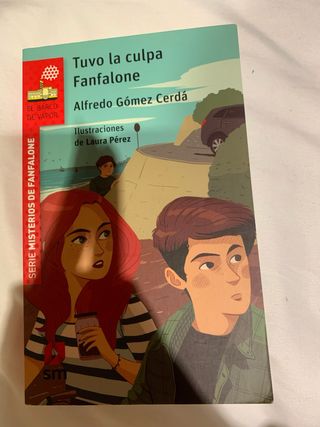 Tuvo la culpa
Fanfalone
Alfredo Gómez Cerdá
Ilustraciones
de Laura Pérez
EL BARCO
DE VAPOR
SERIE MISTERIOS DE FANFALONE
sm